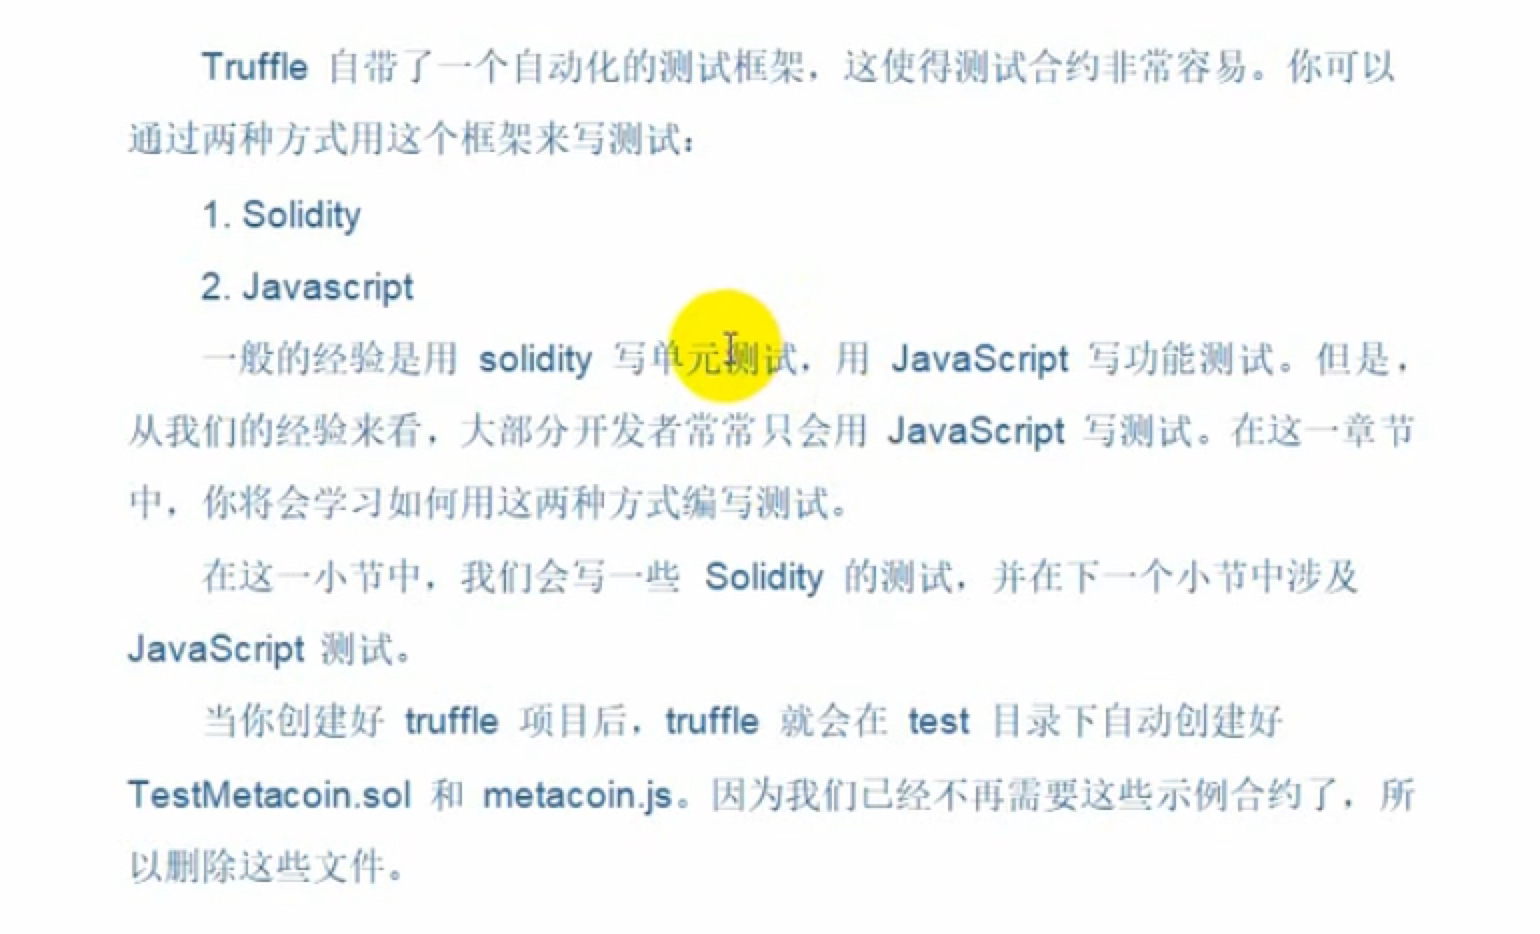 Truffle 自带了一个自动化的测试框架，这使得测试合约非常容易。你可以
通过两种方式用这个框架来写测试：
1. Solidity
2. Javascript
一般的经验是用 solidity 写单元测试，用 JavaScript 写功能测试。但是，
从我们的经验来看，大部分开发者常常只会用 JavaScript 写测试。在这一章节
中，你将会学习如何用这两种方式编写测试。
在这一小节中，我们会写一些 Solidity 的测试，并在下一个小节中涉及
JavaScript 测试。
当你创建好 truffle 项目后，truffle 就会在 test 目录下自动创建好
TestMetacoin.sol 和 metacoin.js。因为我们已经不再需要这些示例合约了，所
以删除这些文件。